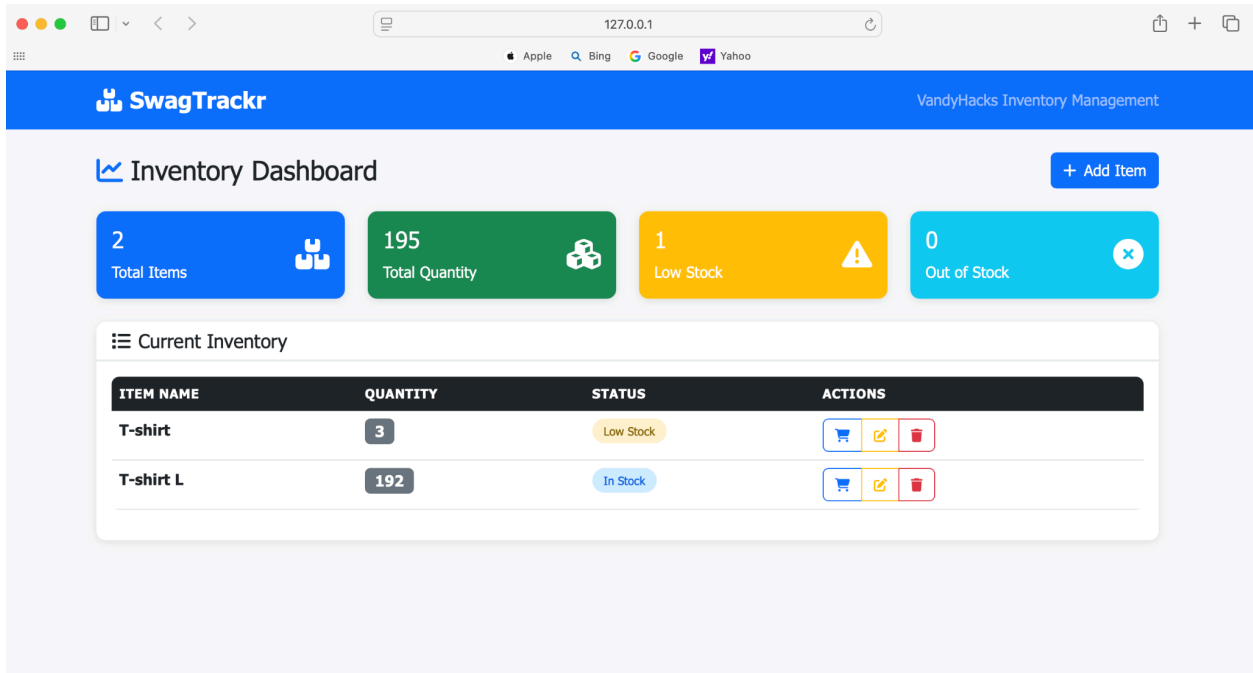 127.0.0.1
Apple Bing Google y! Yahoo
SwagTrackr VandyHacks Inventory Management
Inventory Dashboard + Add Item
2 195 1 0
Total Items Total Quantity Low Stock Out of Stock
Current Inventory
ITEM NAME QUANTITY STATUS ACTIONS
T-shirt 3 Low Stock
T-shirt L 192 In Stock